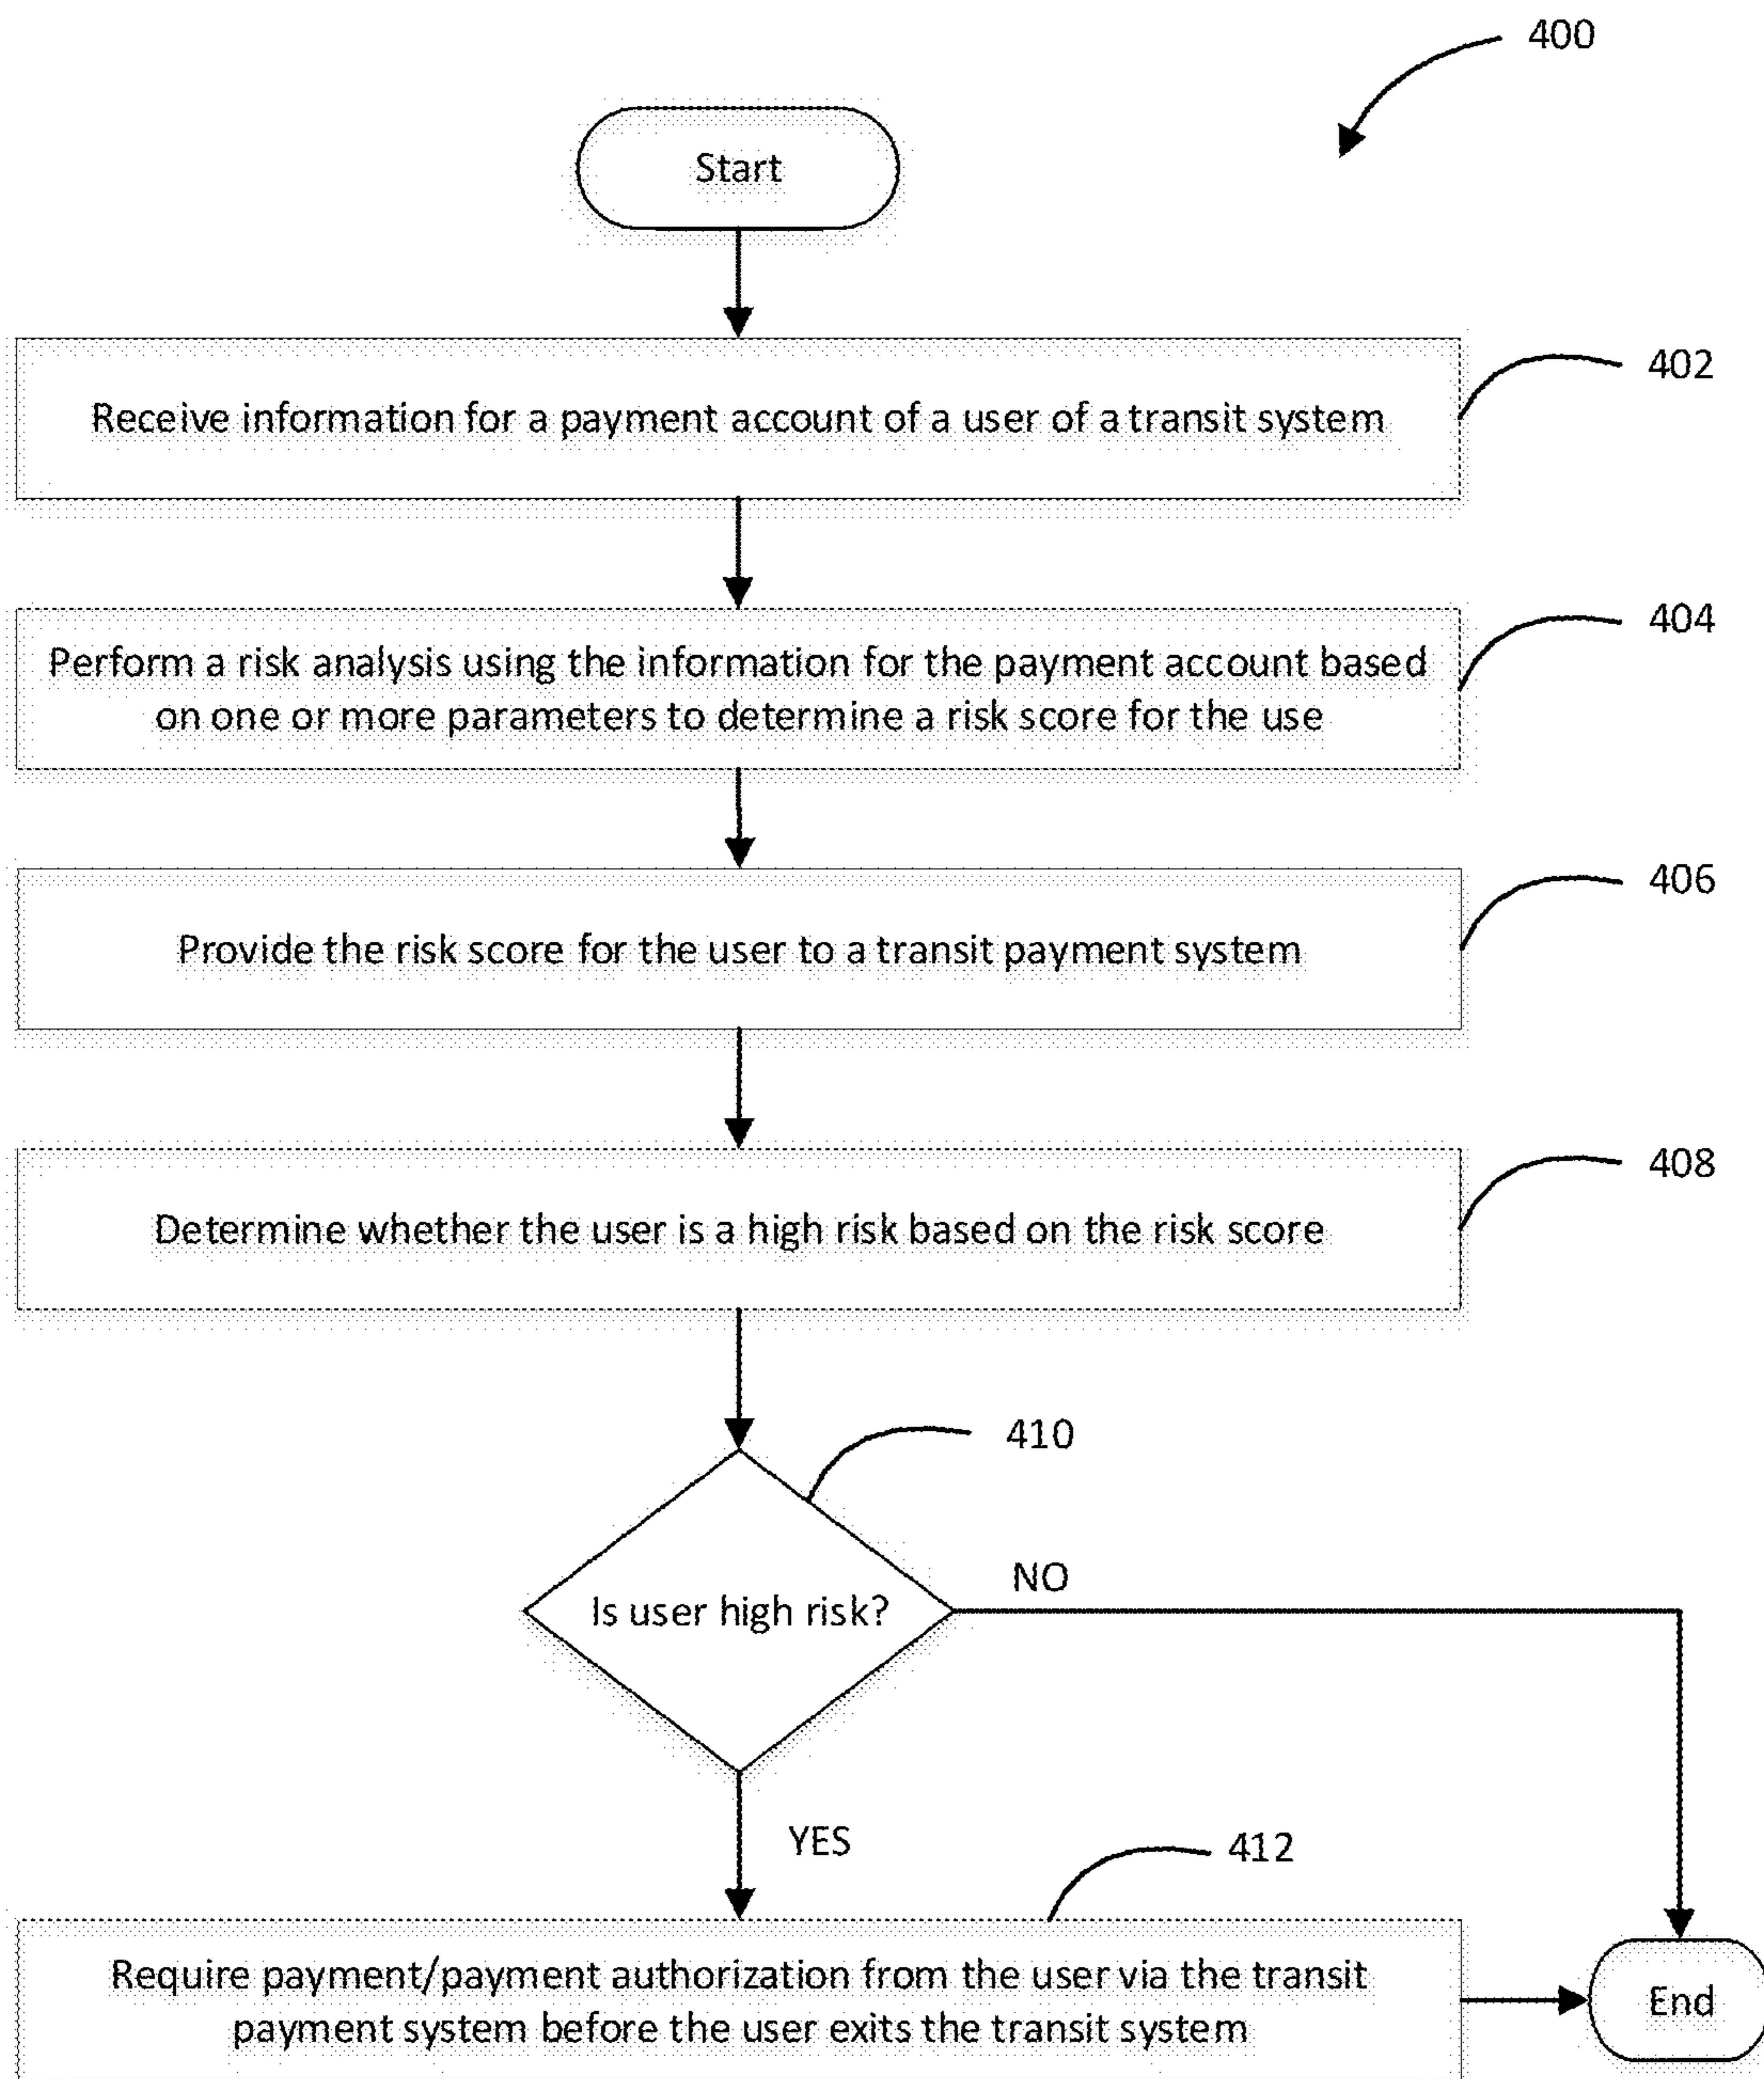 400
Start
402
Receive information for a payment account of a user of a transit system
404
Perform a risk analysis using the information for the payment account based
on one or more parameters to determine a risk score for the use
406
Provide the risk score for the user to a transit payment system
408
Determine whether the user is a high risk based on the risk score
410
Is user high risk?
NO
YES
412
Require payment/payment authorization from the user via the transit
payment system before the user exits the transit system
End